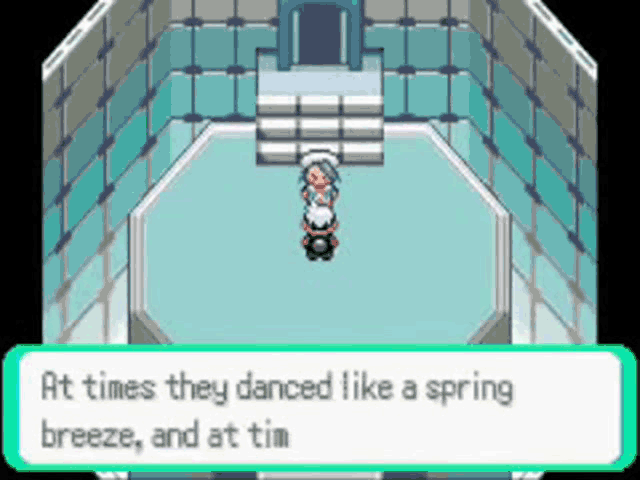 At times they danced like a spring
breeze, and at tim